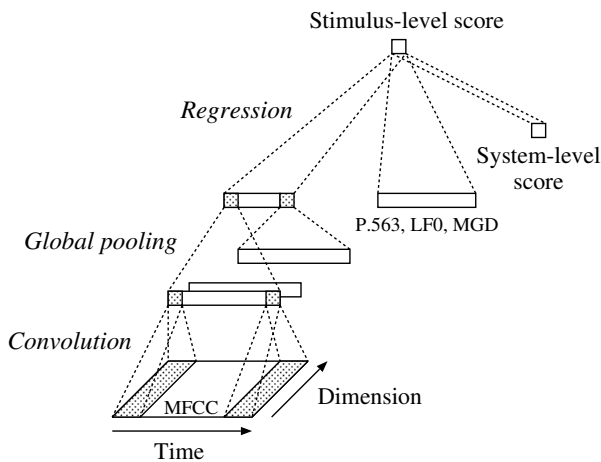 Stimulus-level score
Regression
System-level
score
P.563, LF0, MGD
Global pooling
Convolution
MFCC
Dimension
Time